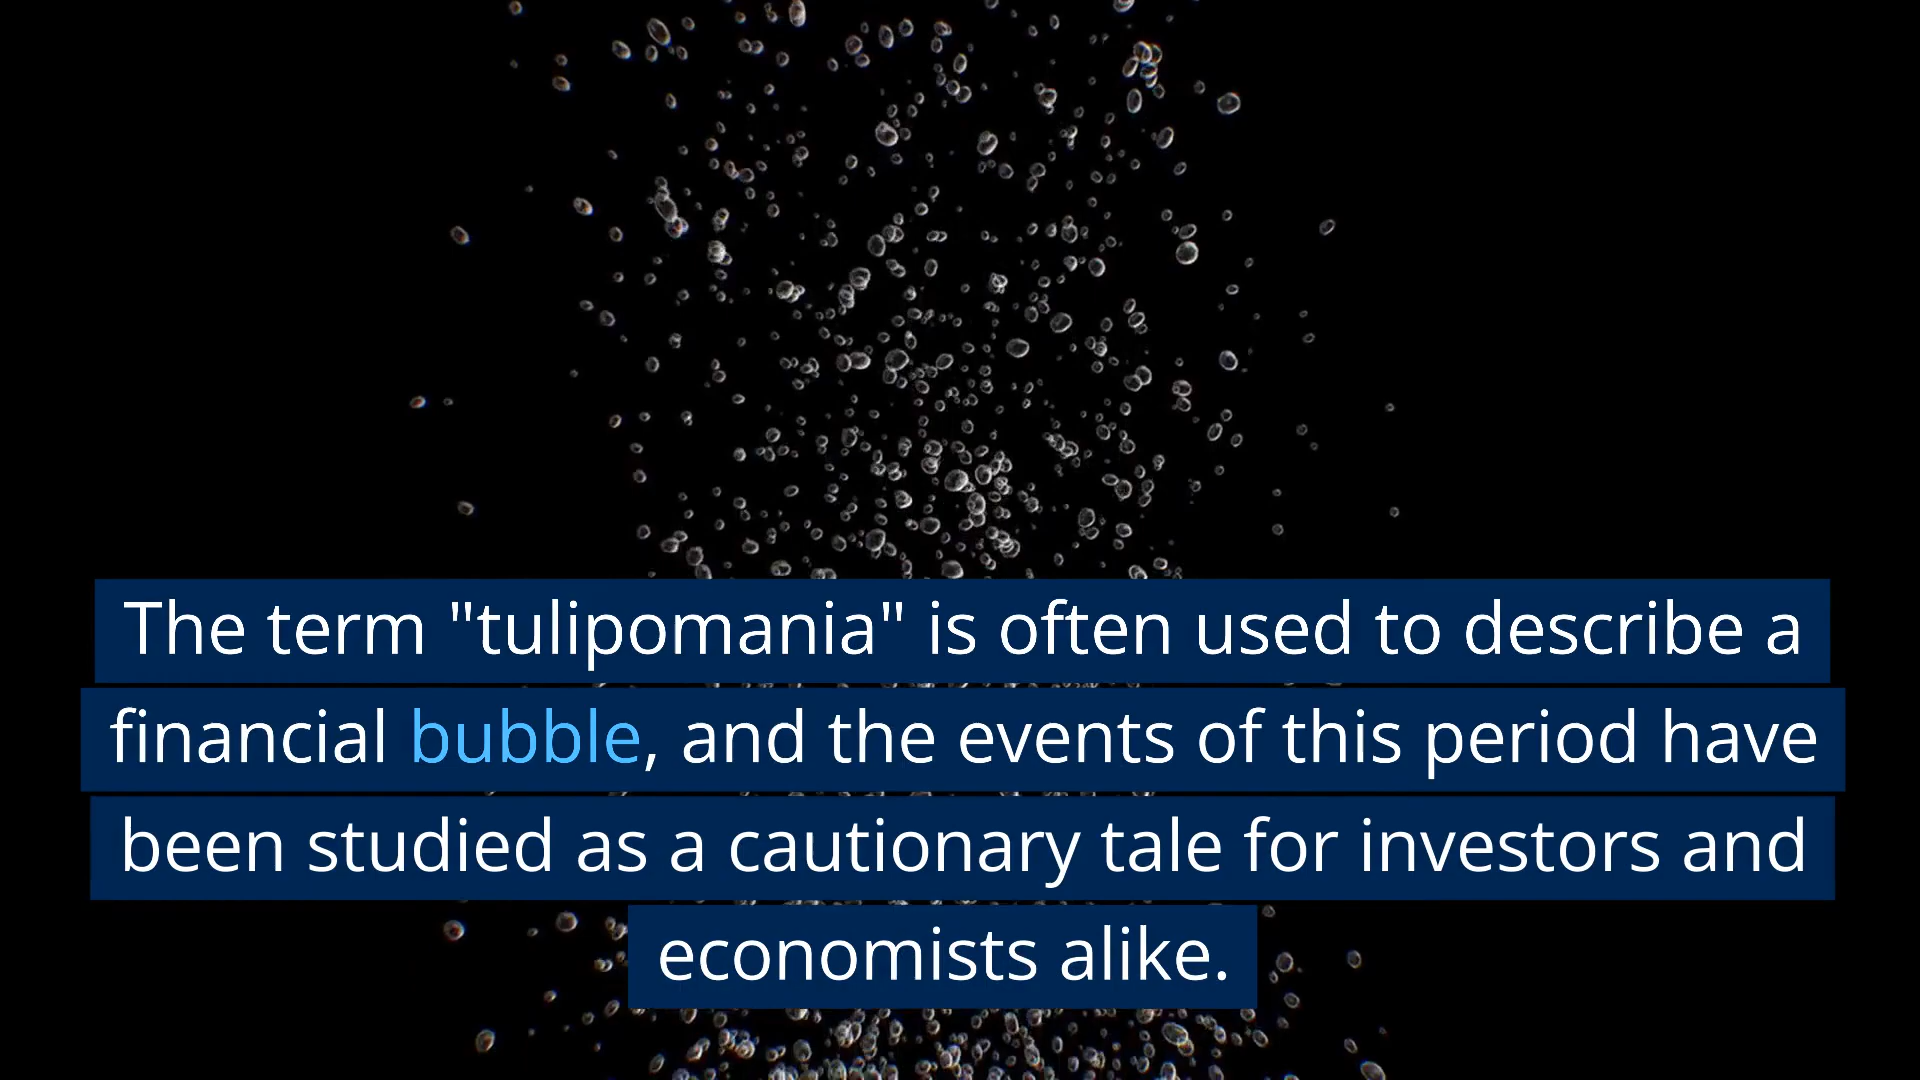 The term "tulipomania" is often used to describe a
financial bubble, and the events of this period have
been studied as a cautionary tale for investors and
economists alike.